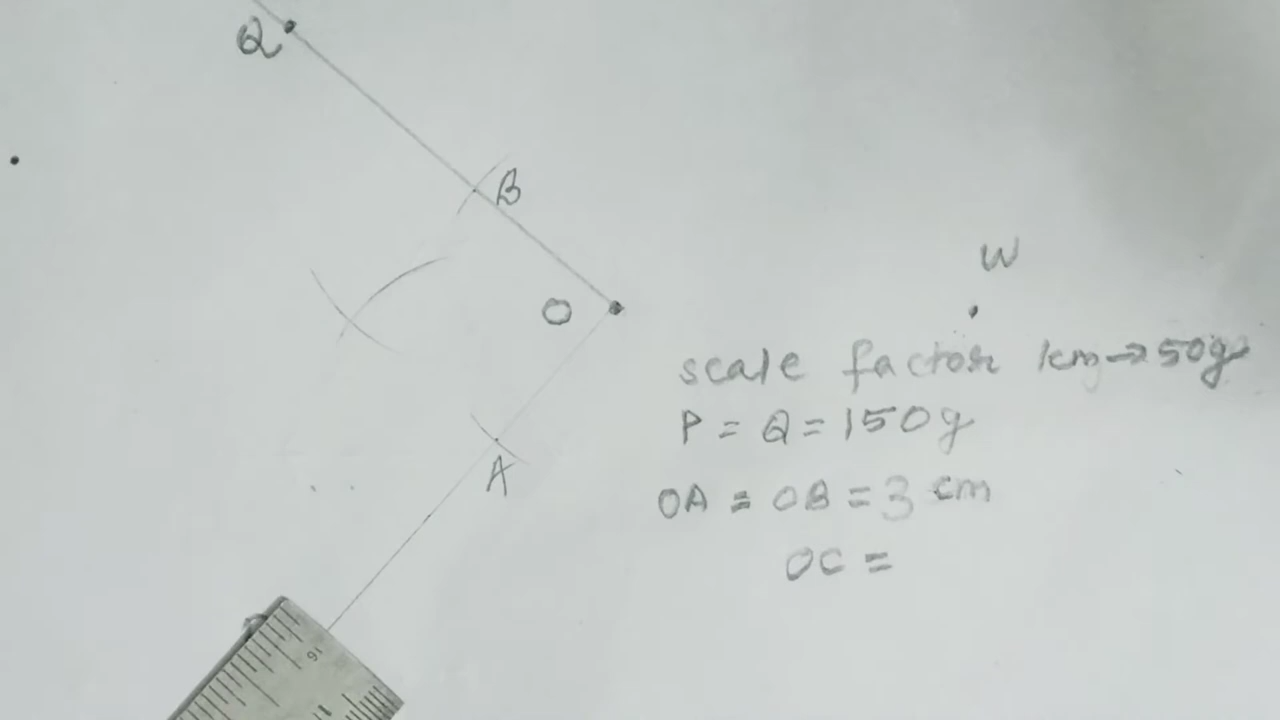 Q
B
W
O
scale factor 1cm→50g
P = Q = 150g
A
OA = OB = 3 cm
OC =